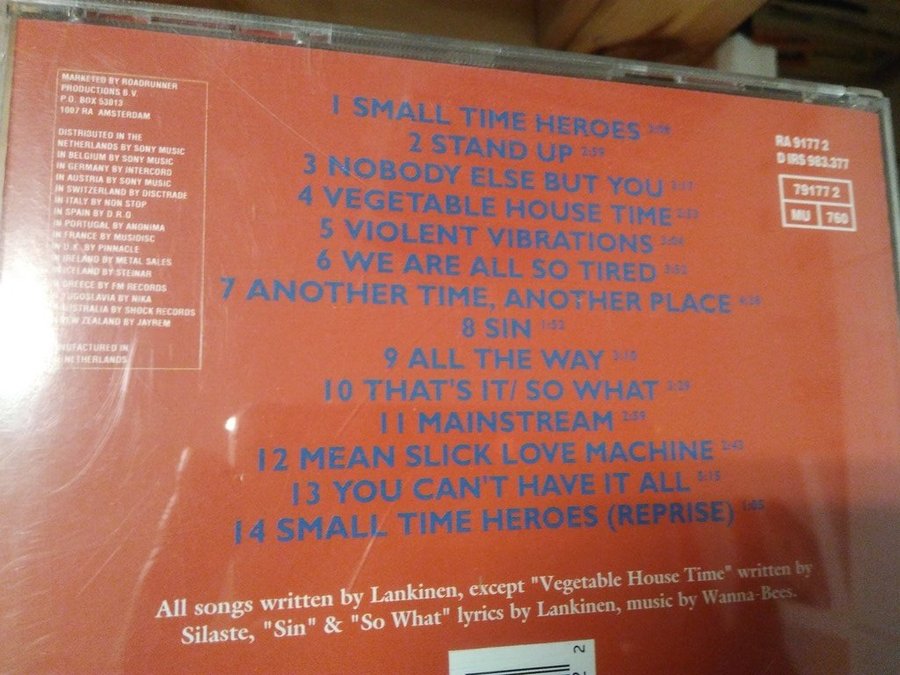 MARKETED BY ROADRUNNER
PRODUCTIONS B.V.
P.O. BOX 53013
1007 RA AMSTERDAM
DISTRIBUTED IN THE
NETHERLANDS BY SONY MUSIC
IN BELGIUM BY SONY MUSIC
IN GERMANY BY INTERCORD
IN AUSTRIA BY SONY MUSIC
IN SWITZERLAND BY DISCTRADE
IN ITALY BY NON STOP
IN SPAIN BY D.R.O
IN PORTUGAL BY ANONIMA
IN FRANCE BY MUSIDISC
IN U.K. BY PINNACLE
IN IRELAND BY METAL SALES
ICELAND BY STEINAR
GREECE BY FM RECORDS
YUGOSLAVIA BY NIKA
AUSTRALIA BY SHOCK RECORDS
NEW ZEALAND BY JAYREM
NUFACTURED IN
NETHERLANDS
1 SMALL TIME HEROES
2 STAND UP 2:59
3 NOBODY ELSE BUT YOU
4 VEGETABLE HOUSE TIME
5 VIOLENT VIBRATIONS
6 WE ARE ALL SO TIRED
7 ANOTHER TIME, ANOTHER PLACE
8 SIN 1:52
9 ALL THE WAY
10 THAT'S IT/ SO WHAT
11 MAINSTREAM 2:59
12 MEAN SLICK LOVE MACHINE
13 YOU CAN'T HAVE IT ALL
14 SMALL TIME HEROES (REPRISE) 1:05
RA 9177 2
D IRS 983.377
79177 2
MU 760
All songs written by Lankinen, except "Vegetable House Time" written by
Silaste, "Sin" & "So What" lyrics by Lankinen, music by Wanna-Bees.